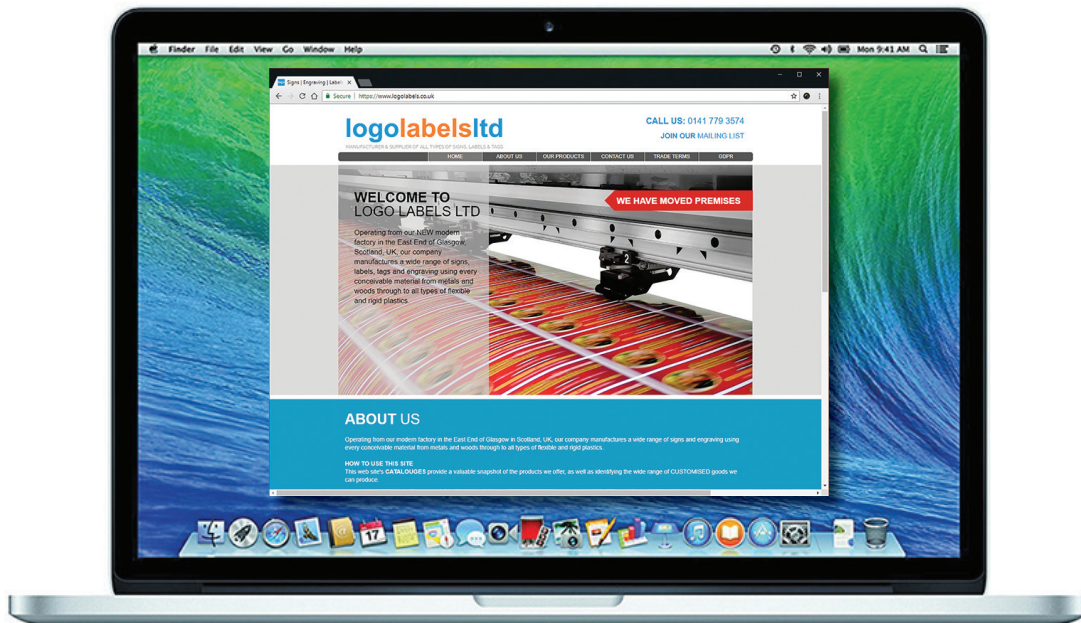 Finder File Edit View Go Window Help
Mon 9:41 AM
Signs | Engraving | Labels
Secure | https://www.logolabels.co.uk
logolabelsltd
CALL US: 0141 779 3574
JOIN OUR MAILING LIST
MANUFACTURER & SUPPLIER OF ALL TYPES OF SIGNS, LABELS & TAGS
HOME ABOUT US OUR PRODUCTS CONTACT US TRADE TERMS GDPR
WELCOME TO
LOGO LABELS LTD
WE HAVE MOVED PREMISES
Operating from our NEW modern
factory in the East End of Glasgow,
Scotland, UK, our company
manufactures a wide range of signs,
labels, tags and engraving using every
conceivable material from metals and
woods through to all types of flexible
and rigid plastics.
2
ABOUT US
Operating from our modern factory in the East End of Glasgow in Scotland, UK, our company manufactures a wide range of signs and engraving using
every conceivable material from metals and woods through to all types of flexible and rigid plastics.
HOW TO USE THIS SITE
This web site's CATALOUGES provide a valuable snapshot of the products we offer, as well as identifying the wide range of CUSTOMISED goods we
can produce.
17